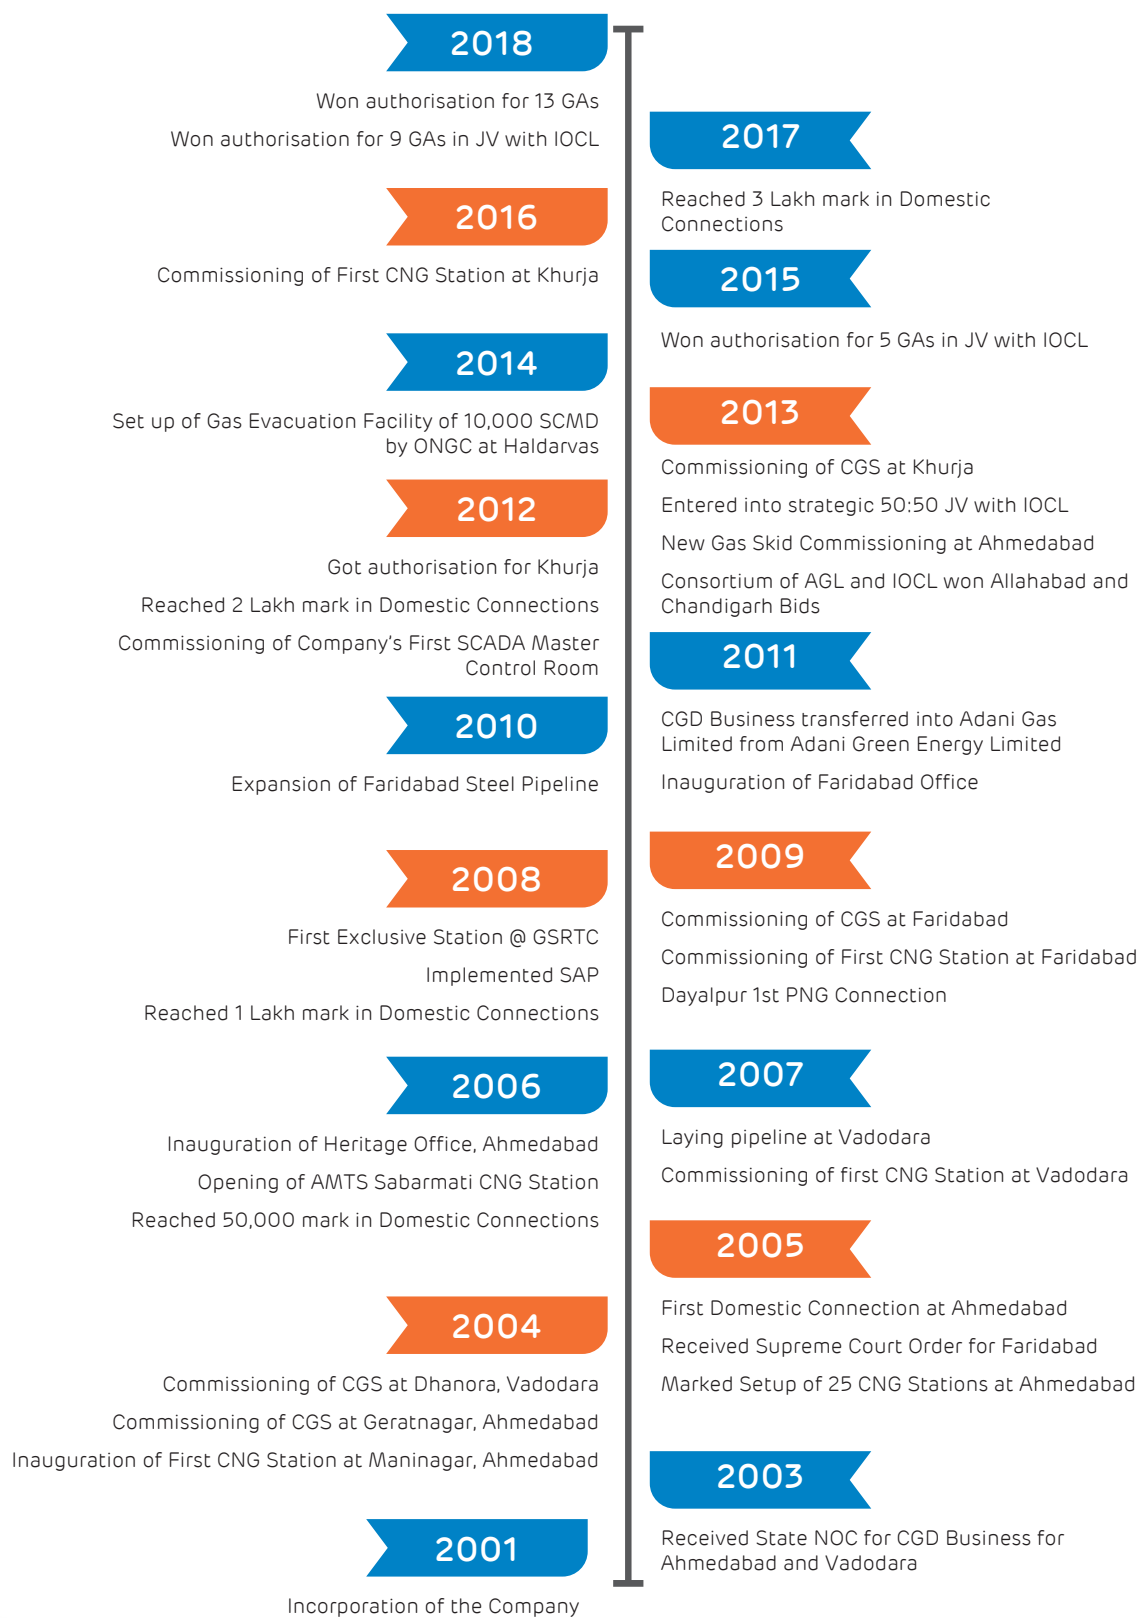 2018
Won authorisation for 13 GAs
Won authorisation for 9 GAs in JV with IOCL
2017
Reached 3 Lakh mark in Domestic
Connections
2016
Commissioning of First CNG Station at Khurja
2015
Won authorisation for 5 GAs in JV with IOCL
2014
Set up of Gas Evacuation Facility of 10,000 SCMD
by ONGC at Haldarvas
2013
Commissioning of CGS at Khurja
Entered into strategic 50:50 JV with IOCL
New Gas Skid Commissioning at Ahmedabad
Consortium of AGL and IOCL won Allahabad and
Chandigarh Bids
2012
Got authorisation for Khurja
Reached 2 Lakh mark in Domestic Connections
Commissioning of Company's First SCADA Master
Control Room
2011
CGD Business transferred into Adani Gas
Limited from Adani Green Energy Limited
Inauguration of Faridabad Office
2010
Expansion of Faridabad Steel Pipeline
2009
Commissioning of CGS at Faridabad
Commissioning of First CNG Station at Faridabad
Dayalpur 1st PNG Connection
2008
First Exclusive Station @ GSRTC
Implemented SAP
Reached 1 Lakh mark in Domestic Connections
2007
Laying pipeline at Vadodara
Commissioning of first CNG Station at Vadodara
2006
Inauguration of Heritage Office, Ahmedabad
Opening of AMTS Sabarmati CNG Station
Reached 50,000 mark in Domestic Connections
2005
First Domestic Connection at Ahmedabad
Received Supreme Court Order for Faridabad
Marked Setup of 25 CNG Stations at Ahmedabad
2004
Commissioning of CGS at Dhanora, Vadodara
Commissioning of CGS at Geratnagar, Ahmedabad
Inauguration of First CNG Station at Maninagar, Ahmedabad
2003
Received State NOC for CGD Business for
Ahmedabad and Vadodara
2001
Incorporation of the Company